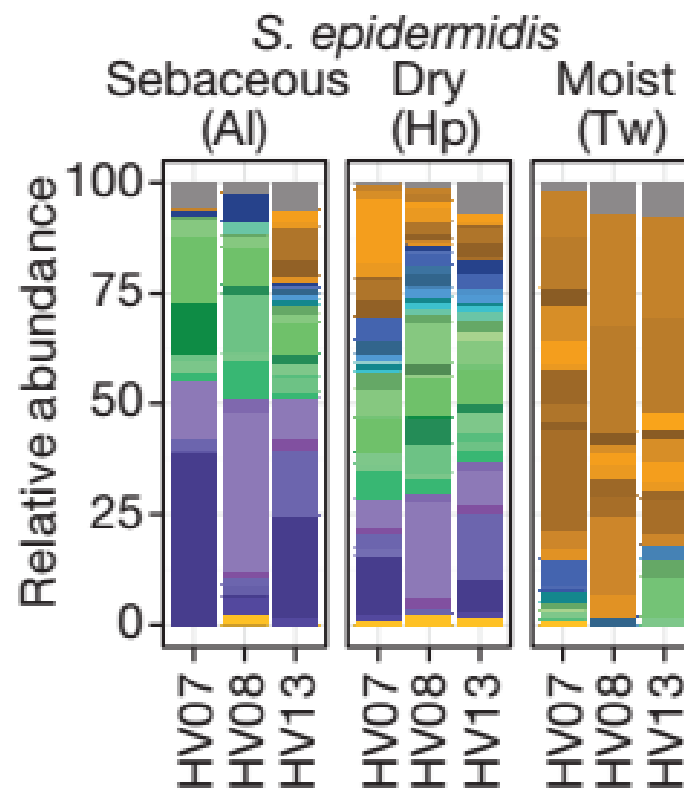 S. epidermidis
Sebaceous Dry Moist
(Al) (Hp) (Tw)
Relative abundance
100
75
50
25
0
HV07 HV08 HV13 HV07 HV08 HV13 HV07 HV08 HV13